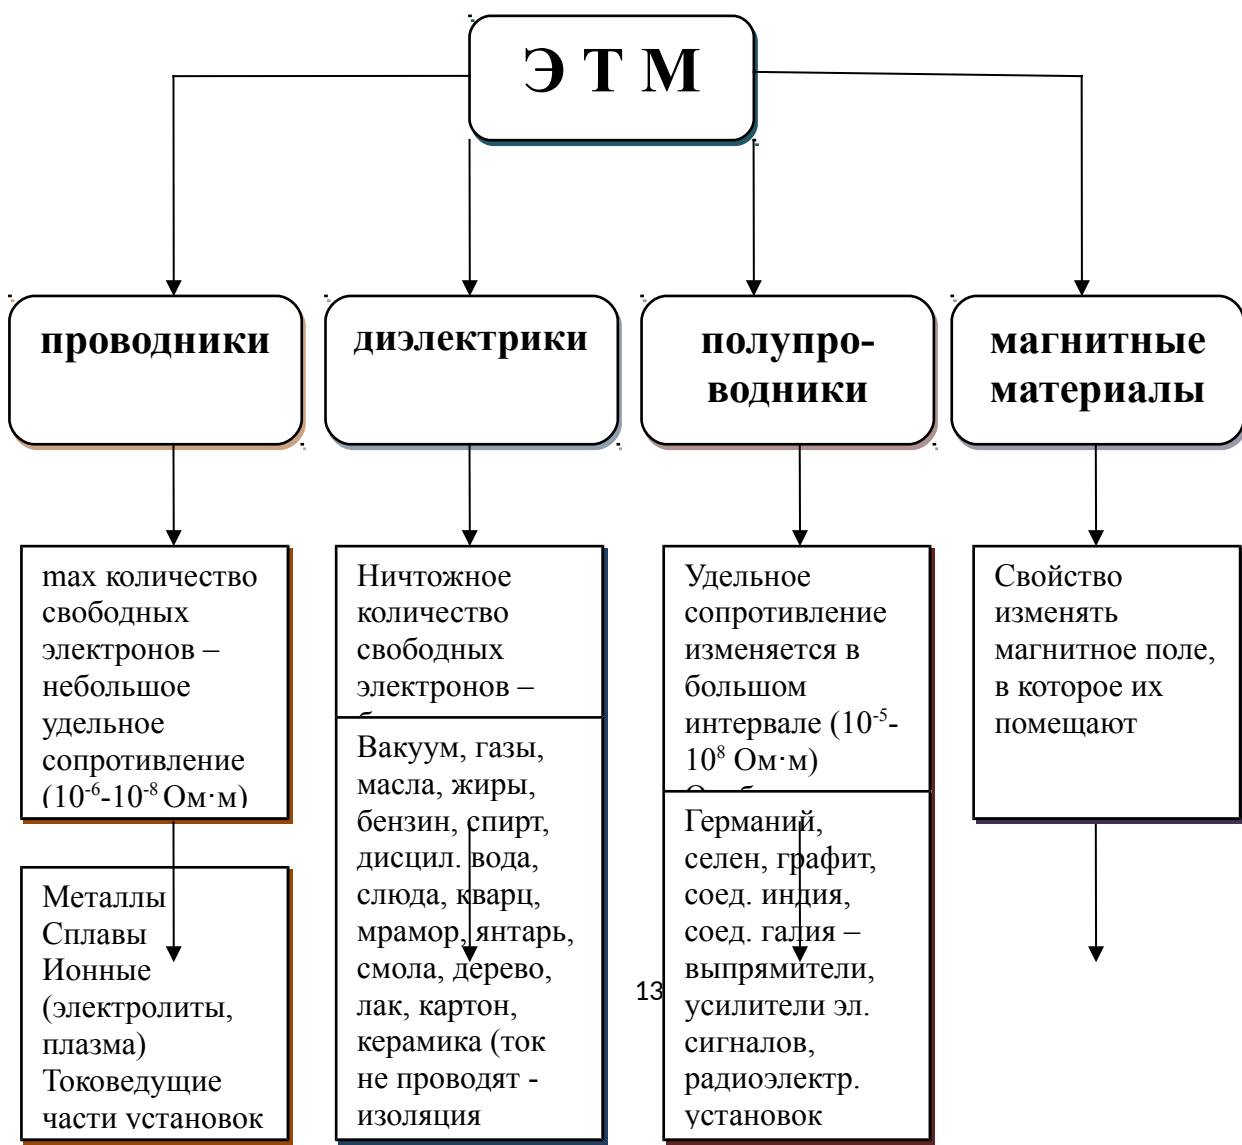 Э Т М
проводники
диэлектрики
полупро-
водники
магнитные
материалы
max количество
свободных
электронов –
небольшое
удельное
сопротивление
(10⁻⁶-10⁻⁸ Ом·м)
Ничтожное
количество
свободных
электронов –
Удельное
сопротивление
изменяется в
большом
интервале (10⁻⁵-
10⁸ Ом·м)
Свойство
изменять
магнитное поле,
в которое их
помещают
Металлы
Сплавы
Ионные
(электролиты,
плазма)
Токоведущие
части установок
Вакуум, газы,
масла, жиры,
бензин, спирт,
дисцил. вода,
слюда, кварц,
мрамор, янтарь,
смола, дерево,
лак, картон,
керамика (ток
не проводят -
изоляция
Германий,
селен, графит,
соед. индия,
соед. галия –
выпрямители,
усилители эл.
сигналов,
радиоэлектр.
установок
13